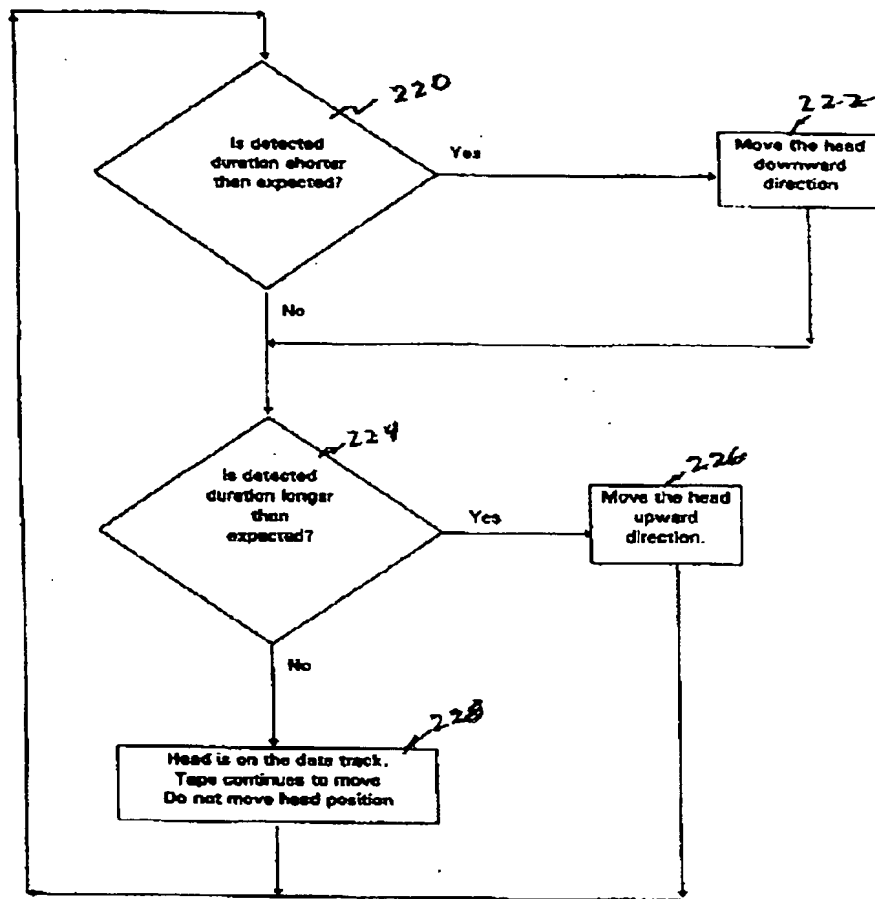 220
Is detected
duration shorter
than expected?
Yes
222
Move the head
downward
direction
No
224
Is detected
duration longer
than
expected?
Yes
226
Move the head
upward
direction.
No
228
Head is on the data track.
Tape continues to move
Do not move head position